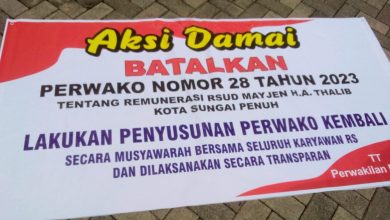 Aksi Damai
BATALKAN
PERWAKO NOMOR 28 TAHUN 2023
TENTANG REMUNERASI RSUD MAYJEN H.A. THALIB
KOTA SUNGAI PENUH
LAKUKAN PENYUSUNAN PERWAKO KEMBALI
SECARA MUSYAWARAH BERSAMA SELURUH KARYAWAN RS
DAN DILAKSANAKAN SECARA TRANSPARAN
TT
Perwakilan